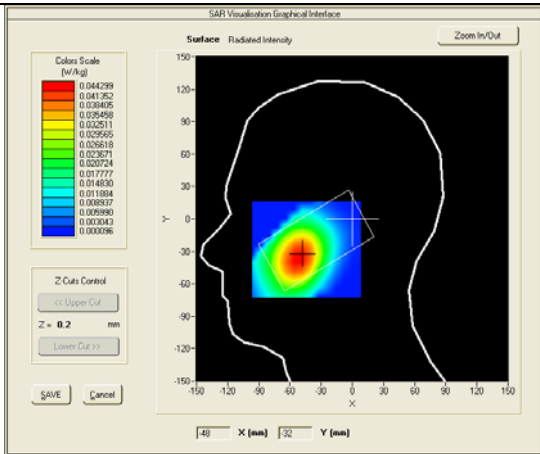 SAR Visualisation Graphical Interface
Surface Radiated Intensity
Zoom In/Out
Colors Scale
(W/kg)
0.044299
0.041352
0.038405
0.035458
0.032511
0.029565
0.026618
0.023671
0.020724
0.017777
0.014830
0.011884
0.008937
0.005990
0.003043
0.000096
Z-Cuts Control
<< Upper Cut
Z = 0.2 mm
Lower Cut >>
SAVE Cancel
150-
120-
90-
60-
30-
0-
-30-
-60-
-90-
-120-
-150-
Y
-150 -120 -90 -60 -30 0 30 60 90 120 150
X
-48 X (mm) -32 Y (mm)